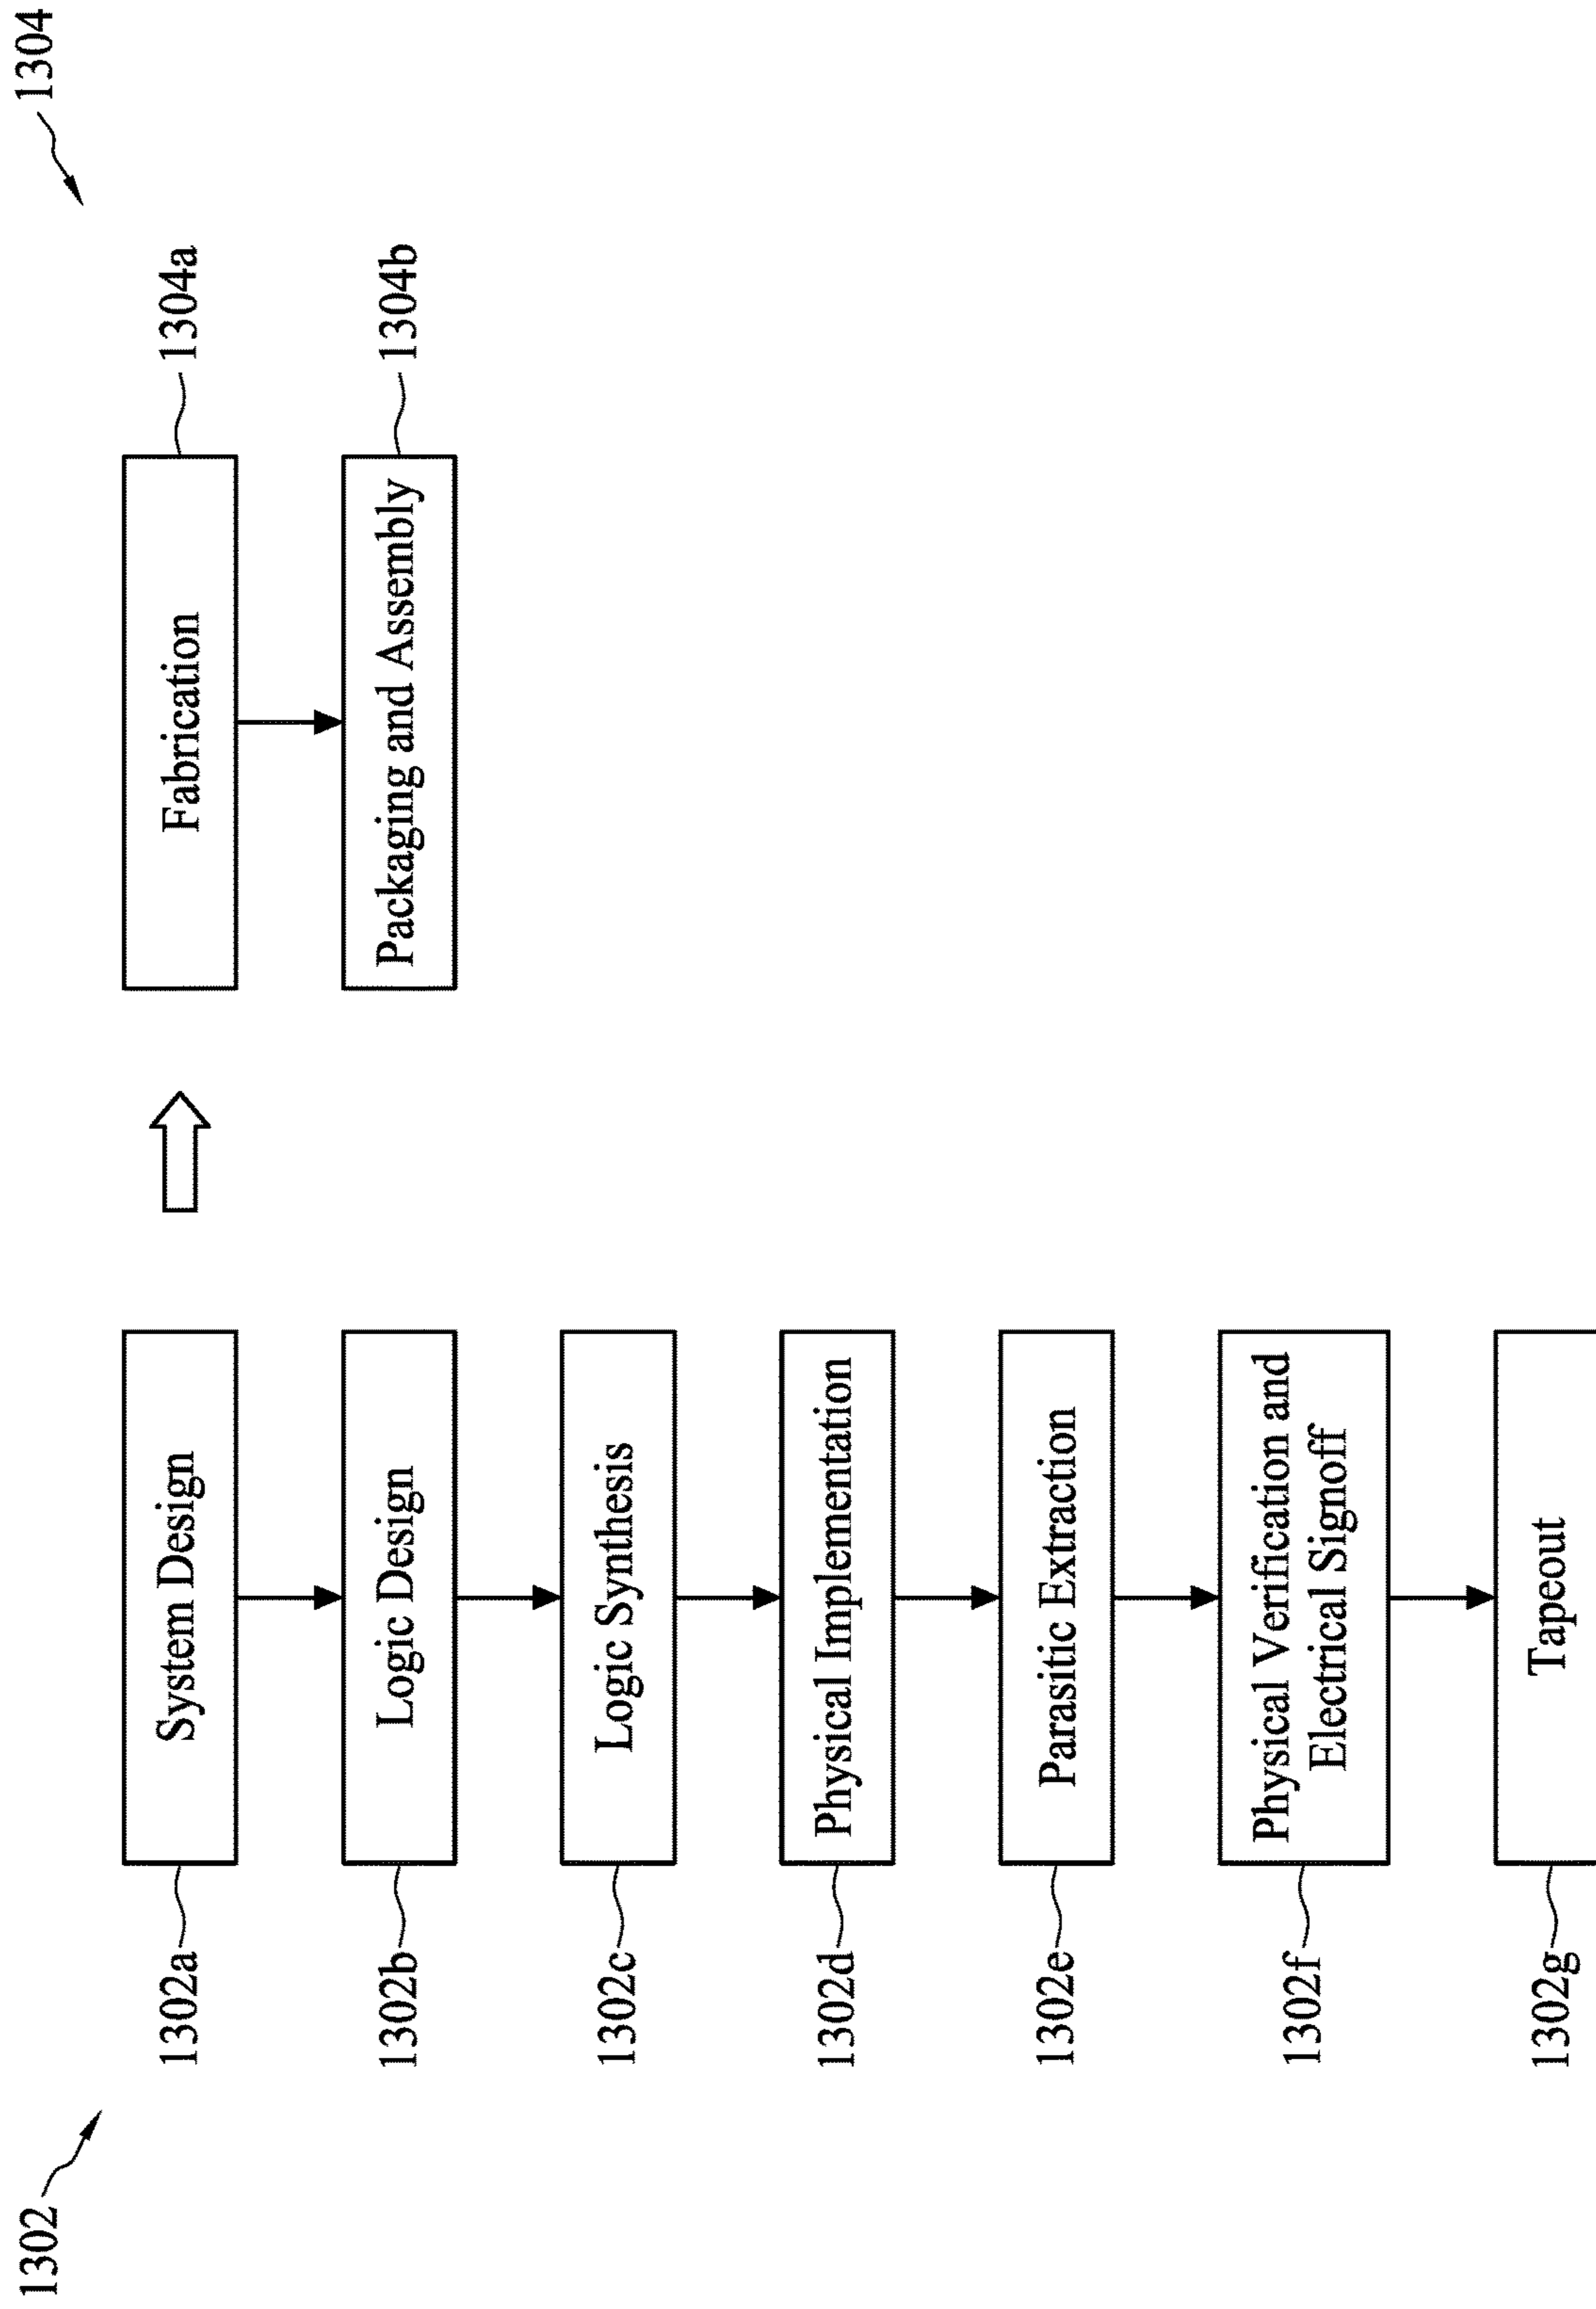 1302
1304
1302a
System Design
Fabrication
1304a
1302b
Logic Design
Packaging and Assembly
1304b
1302c
Logic Synthesis
1302d
Physical Implementation
1302e
Parasitic Extraction
1302f
Physical Verification and
Electrical Signoff
1302g
Tapeout